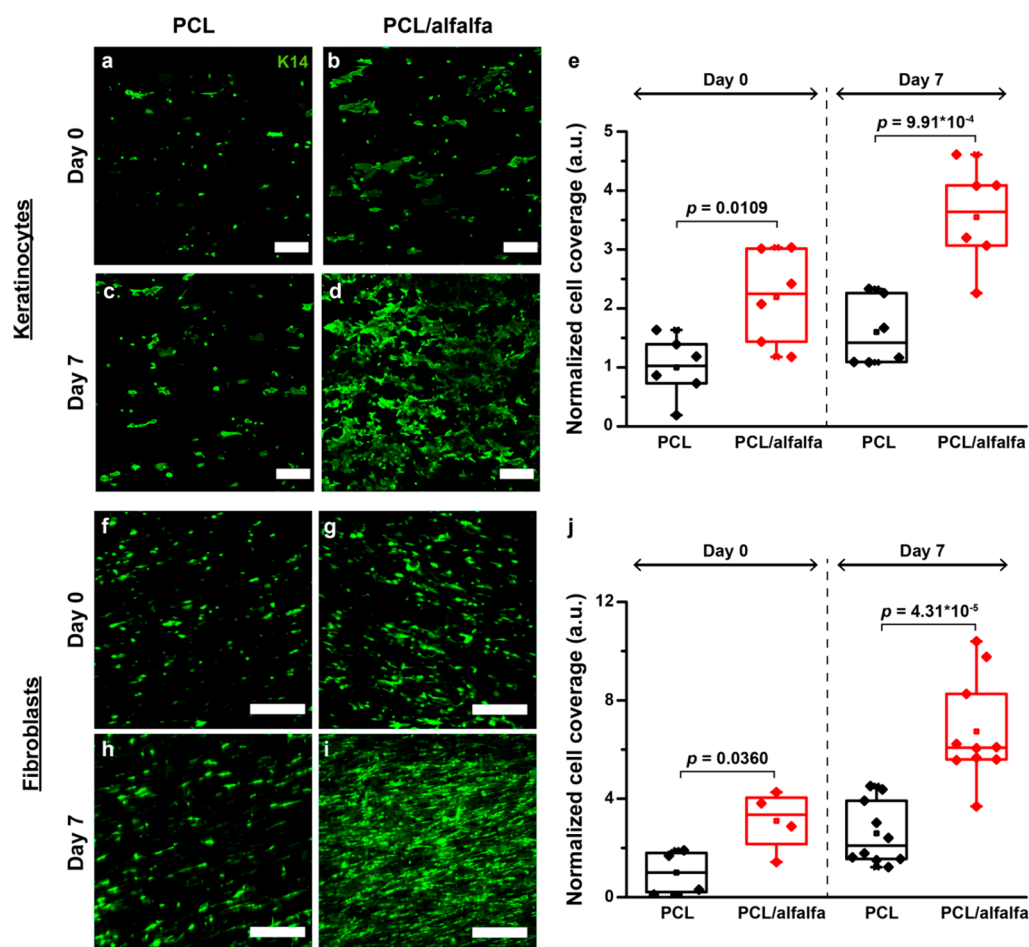 PCL PCL/alfalfa
Keratinocytes
Day 0
a K14
b
Day 7
c
d
e
Day 0 Day 7
Normalized cell coverage (a.u.)
5
4
3
2
1
0
p = 0.0109
p = 9.91*10-4
PCL PCL/alfalfa PCL PCL/alfalfa
Fibroblasts
Day 0
f
g
Day 7
h
i
j
Day 0 Day 7
Normalized cell coverage (a.u.)
12
8
4
0
p = 0.0360
p = 4.31*10-5
PCL PCL/alfalfa PCL PCL/alfalfa